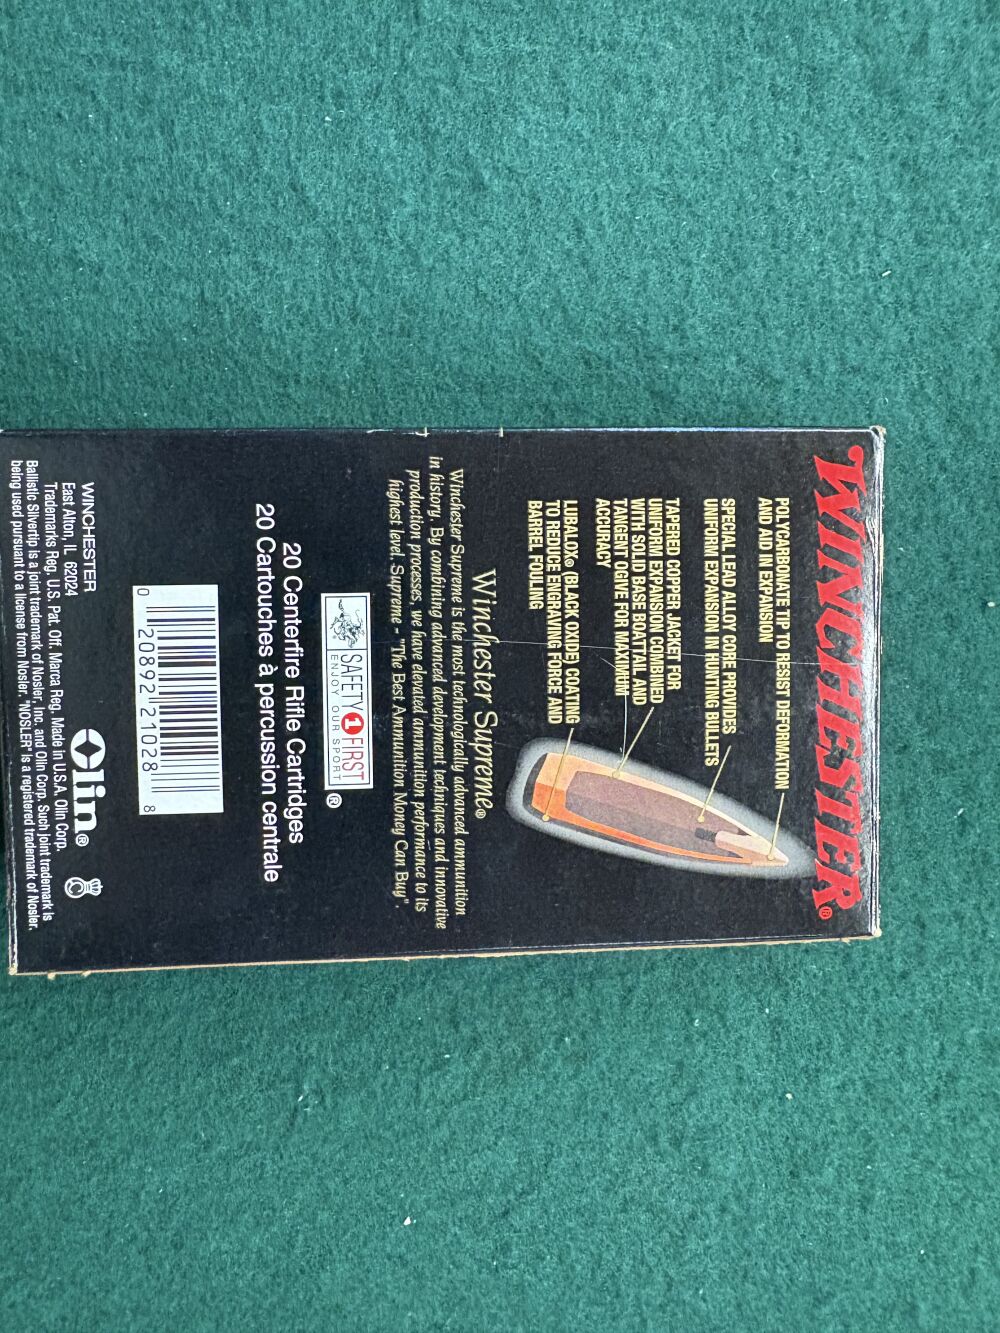 WINCHESTER®
POLYCARBONATE TIP TO RESIST DEFORMATION
AND AID IN EXPANSION
SPECIAL LEAD ALLOY CORE PROVIDES
UNIFORM EXPANSION IN HUNTING BULLETS
TAPERED COPPER JACKET FOR
UNIFORM EXPANSION COMBINED
WITH SOLID BASE BOATTAIL AND
TANGENT OGIVE FOR MAXIMUM
ACCURACY
LUBALOX® (BLACK OXIDE) COATING
TO REDUCE ENGRAVING FORCE AND
BARREL FOULING
Winchester Supreme®
Winchester Supreme is the most technologically advanced ammunition
in history. By combining advanced development techniques and innovative
production processes, we have elevated ammunition performance to its
highest level. Supreme - "The Best Ammunition Money Can Buy".
SAFETY 1 FIRST
ENJOY OUR SPORT ®
20 Centerfire Rifle Cartridges
20 Cartouches à percussion centrale
0 20892 21028 8
WINCHESTER
East Alton, IL 62024
Olin®
Trademarks Reg. U.S. Pat. Off. Marca Reg. Made in U.S.A. Olin Corp.
Ballistic Silvertip is a joint trademark of Nosler, Inc. and Olin Corp. Such joint trademark is
being used pursuant to a license from Nosler. "NOSLER" is a registered trademark of Nosler.